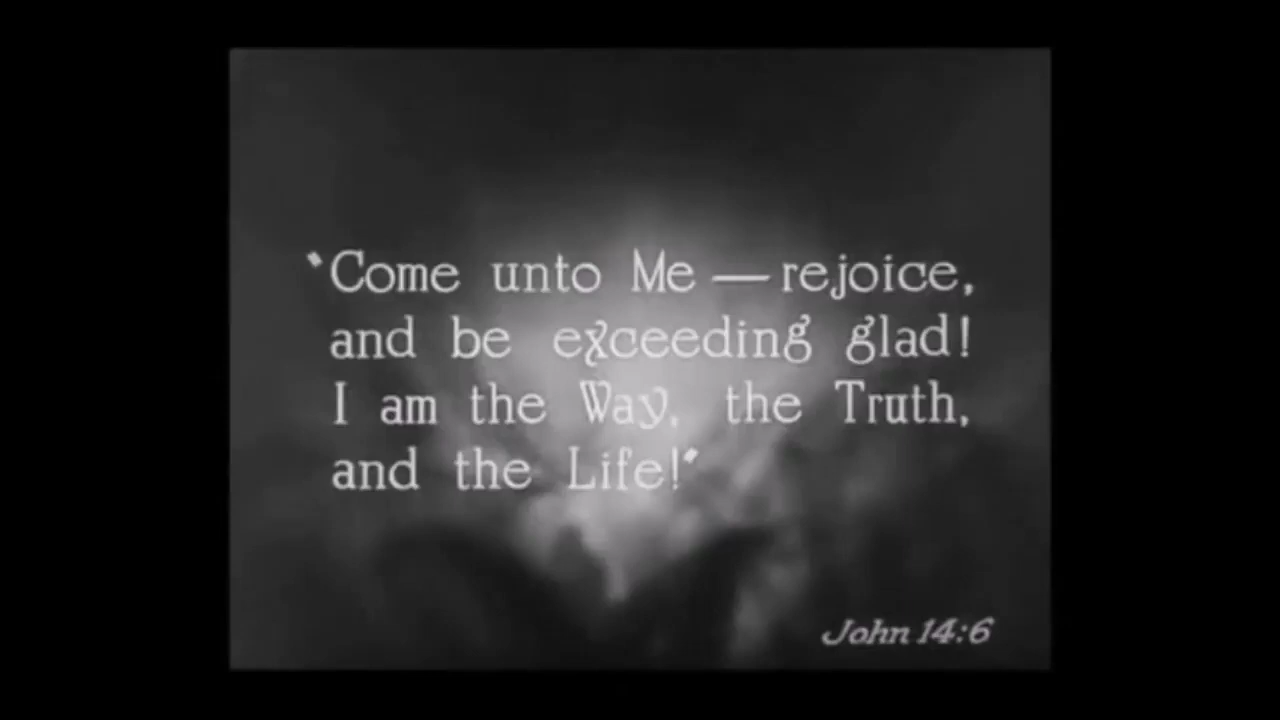 "Come unto Me — rejoice,
and be exceeding glad!
I am the Way, the Truth,
and the Life!"
John 14:6